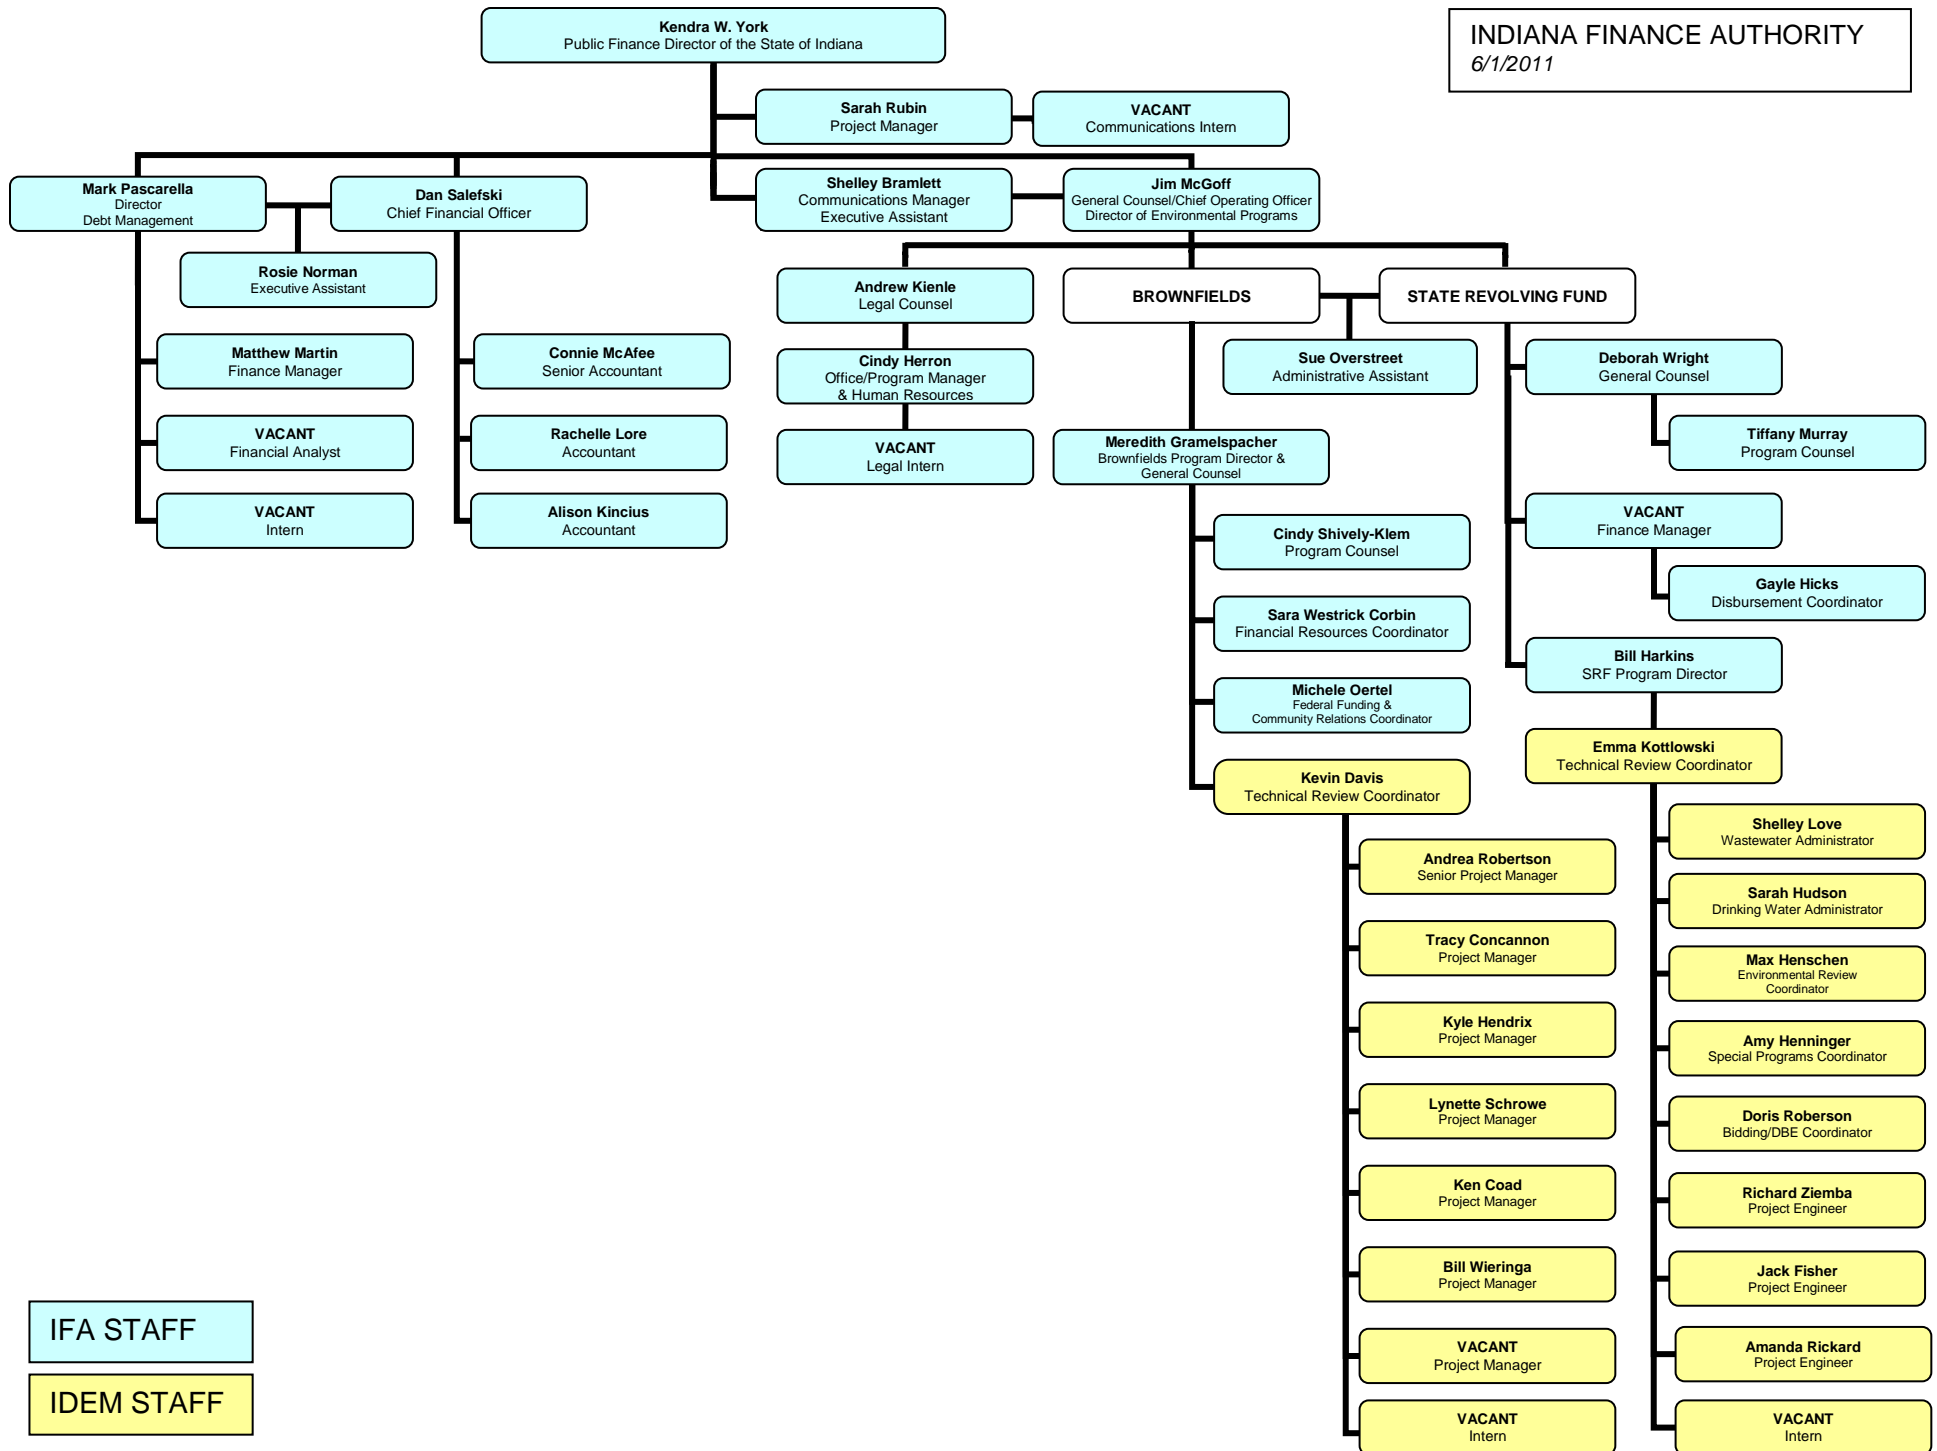 Kendra W. York
Public Finance Director of the State of Indiana
INDIANA FINANCE AUTHORITY
6/1/2011
Sarah Rubin
Project Manager
VACANT
Communications Intern
Mark Pascarella
Director
Debt Management
Dan Salefski
Chief Financial Officer
Shelley Bramlett
Communications Manager
Executive Assistant
Jim McGoff
General Counsel/Chief Operating Officer
Director of Environmental Programs
Rosie Norman
Executive Assistant
Andrew Kienle
Legal Counsel
BROWNFIELDS
STATE REVOLVING FUND
Matthew Martin
Finance Manager
Connie McAfee
Senior Accountant
Cindy Herron
Office/Program Manager
& Human Resources
Sue Overstreet
Administrative Assistant
Deborah Wright
General Counsel
VACANT
Financial Analyst
Rachelle Lore
Accountant
VACANT
Legal Intern
Meredith Gramelspacher
Brownfields Program Director &
General Counsel
Tiffany Murray
Program Counsel
VACANT
Intern
Alison Kincius
Accountant
Cindy Shively-Klem
Program Counsel
VACANT
Finance Manager
Sara Westrick Corbin
Financial Resources Coordinator
Gayle Hicks
Disbursement Coordinator
Michele Oertel
Federal Funding &
Community Relations Coordinator
Bill Harkins
SRF Program Director
Kevin Davis
Technical Review Coordinator
Emma Kottlowski
Technical Review Coordinator
Andrea Robertson
Senior Project Manager
Tracy Concannon
Project Manager
Kyle Hendrix
Project Manager
Lynette Schrowe
Project Manager
Ken Coad
Project Manager
Bill Wieringa
Project Manager
VACANT
Project Manager
VACANT
Intern
Shelley Love
Wastewater Administrator
Sarah Hudson
Drinking Water Administrator
Max Henschen
Environmental Review
Coordinator
Amy Henninger
Special Programs Coordinator
Doris Roberson
Bidding/DBE Coordinator
Richard Ziemba
Project Engineer
Jack Fisher
Project Engineer
Amanda Rickard
Project Engineer
VACANT
Intern
IFA STAFF
IDEM STAFF